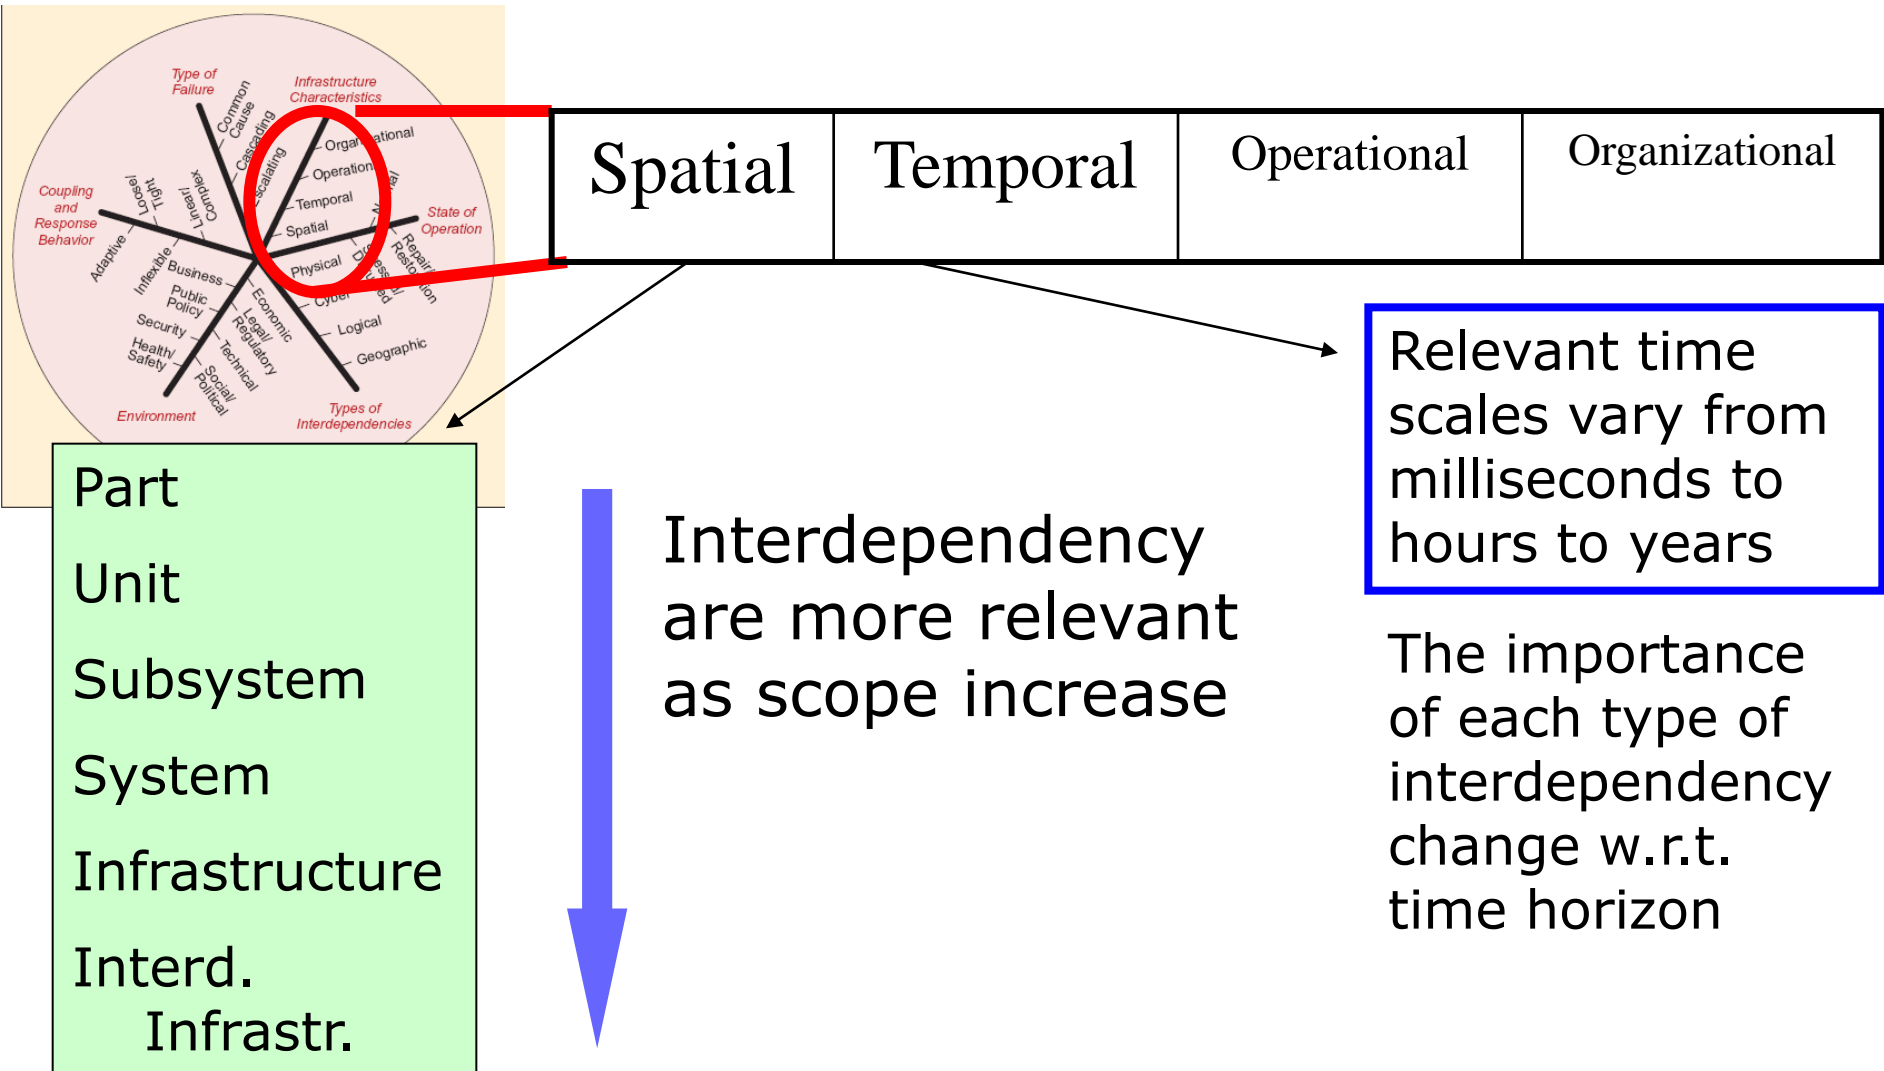 Type of
Failure
Infrastructure
Characteristics
Common
Cause
Cascading
Escalating
Organizational
Operational
Temporal
Spatial
Coupling
and
Response
Behavior
Loose/
Tight
Linear/
Complex
Adaptive
Inflexible
State of
Operation
Repair/
Restoration
Physical
Cyber
Logical
Geographic
Business
Public
Policy
Security
Health/
Safety
Economic
Legal/
Regulatory
Technical
Social/
Political
Environment
Types of
Interdependencies
Spatial
Temporal
Operational
Organizational
Part
Unit
Subsystem
System
Infrastructure
Interd.
Infrastr.
Interdependency
are more relevant
as scope increase
Relevant time
scales vary from
milliseconds to
hours to years
The importance
of each type of
interdependency
change w.r.t.
time horizon